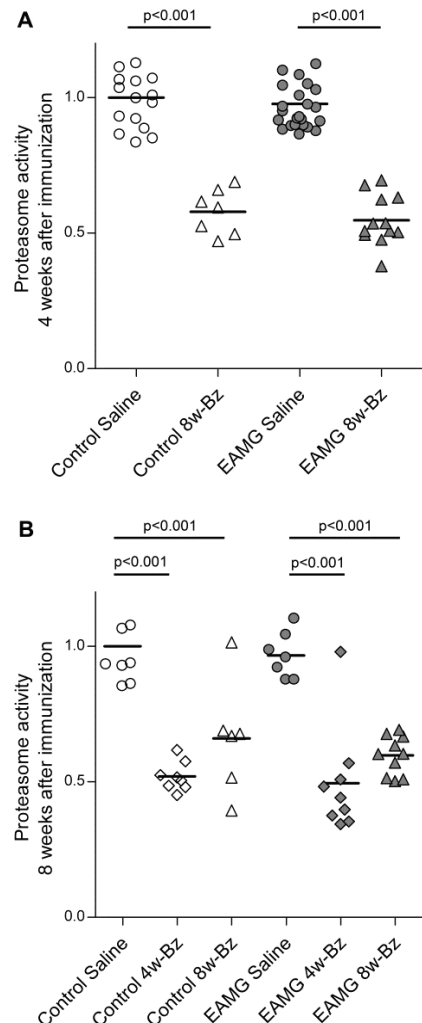 A
p<0.001 p<0.001
Proteasome activity
4 weeks after immunization
1.0
0.5
0.0
Control Saline
Control 8w-Bz
EAMG Saline
EAMG 8w-Bz
B
p<0.001 p<0.001
p<0.001 p<0.001
Proteasome activity
8 weeks after immunization
1.0
0.5
0.0
Control Saline
Control 4w-Bz
Control 8w-Bz
EAMG Saline
EAMG 4w-Bz
EAMG 8w-Bz